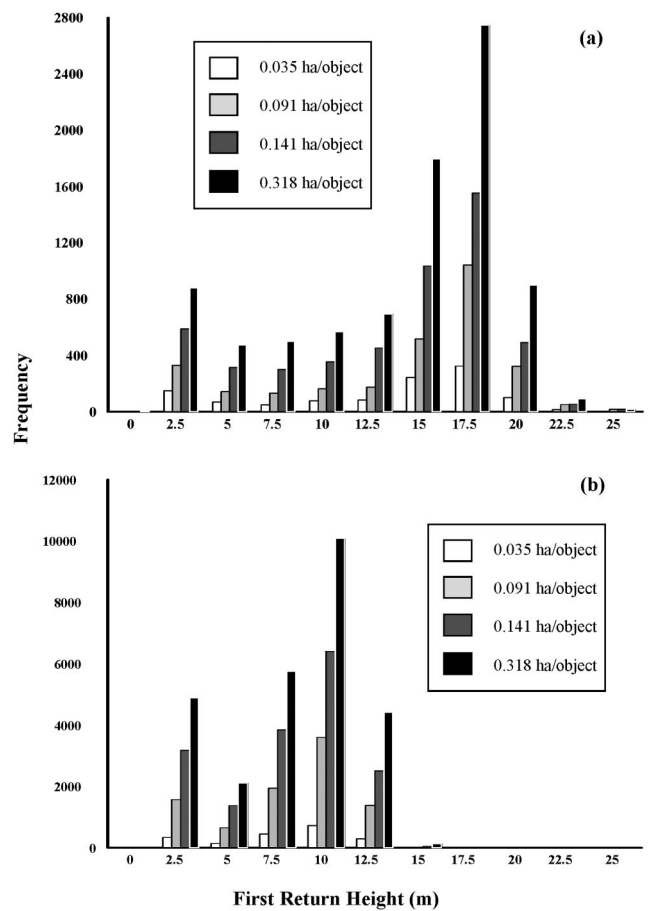 2800
(a)
2400
2800
1600
1200
800
400
0
0.035 ha/object
0.091 ha/object
0.141 ha/object
0.318 ha/object
0 2.5 5 7.5 10 12.5 15 17.5 20 22.5 25
Frequency
12000
(b)
10000
8000
6000
4000
2000
0
0.035 ha/object
0.091 ha/object
0.141 ha/object
0.318 ha/object
0 2.5 5 7.5 10 12.5 15 17.5 20 22.5 25
First Return Height (m)